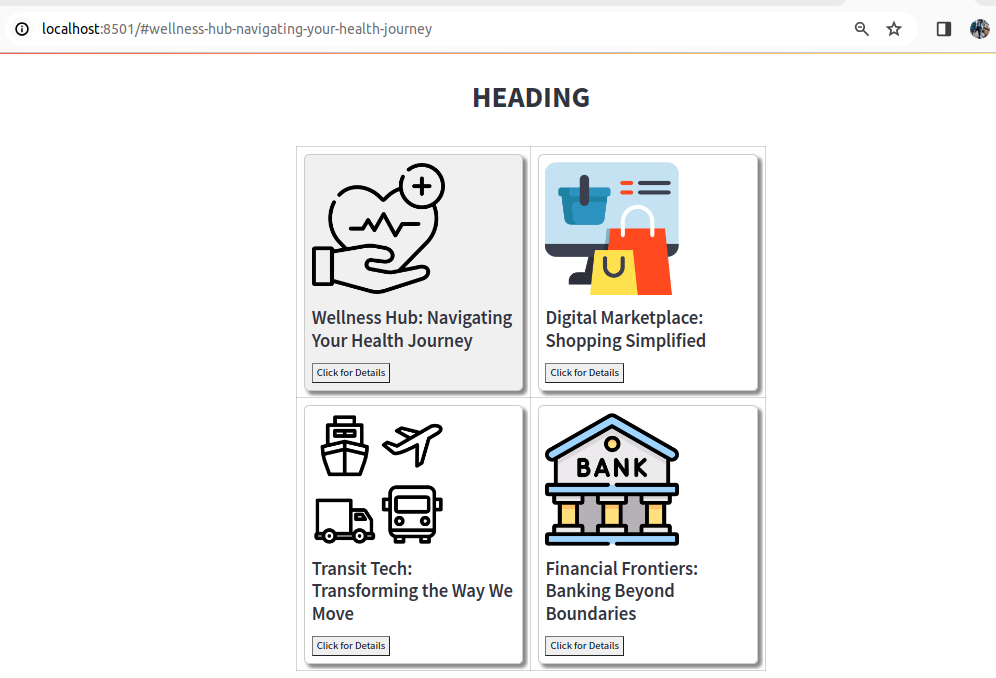 localhost:8501/#wellness-hub-navigating-your-health-journey
HEADING
Wellness Hub: Navigating
Your Health Journey
Click for Details
Digital Marketplace:
Shopping Simplified
Click for Details
Transit Tech:
Transforming the Way We
Move
Click for Details
BANK
Financial Frontiers:
Banking Beyond
Boundaries
Click for Details